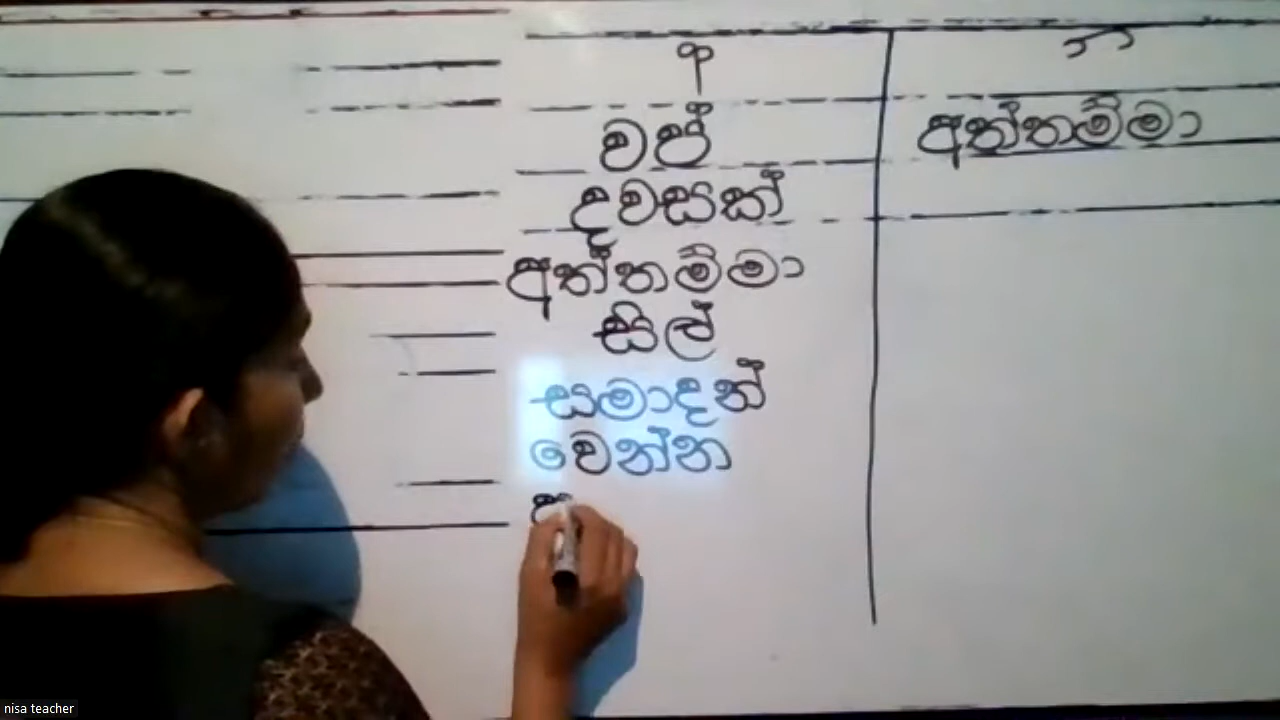 අ
වප්
දවසක්
අත්තම්මා
සිල්
සමාදන්
වෙන්න
අත්තම්මා
nisa teacher